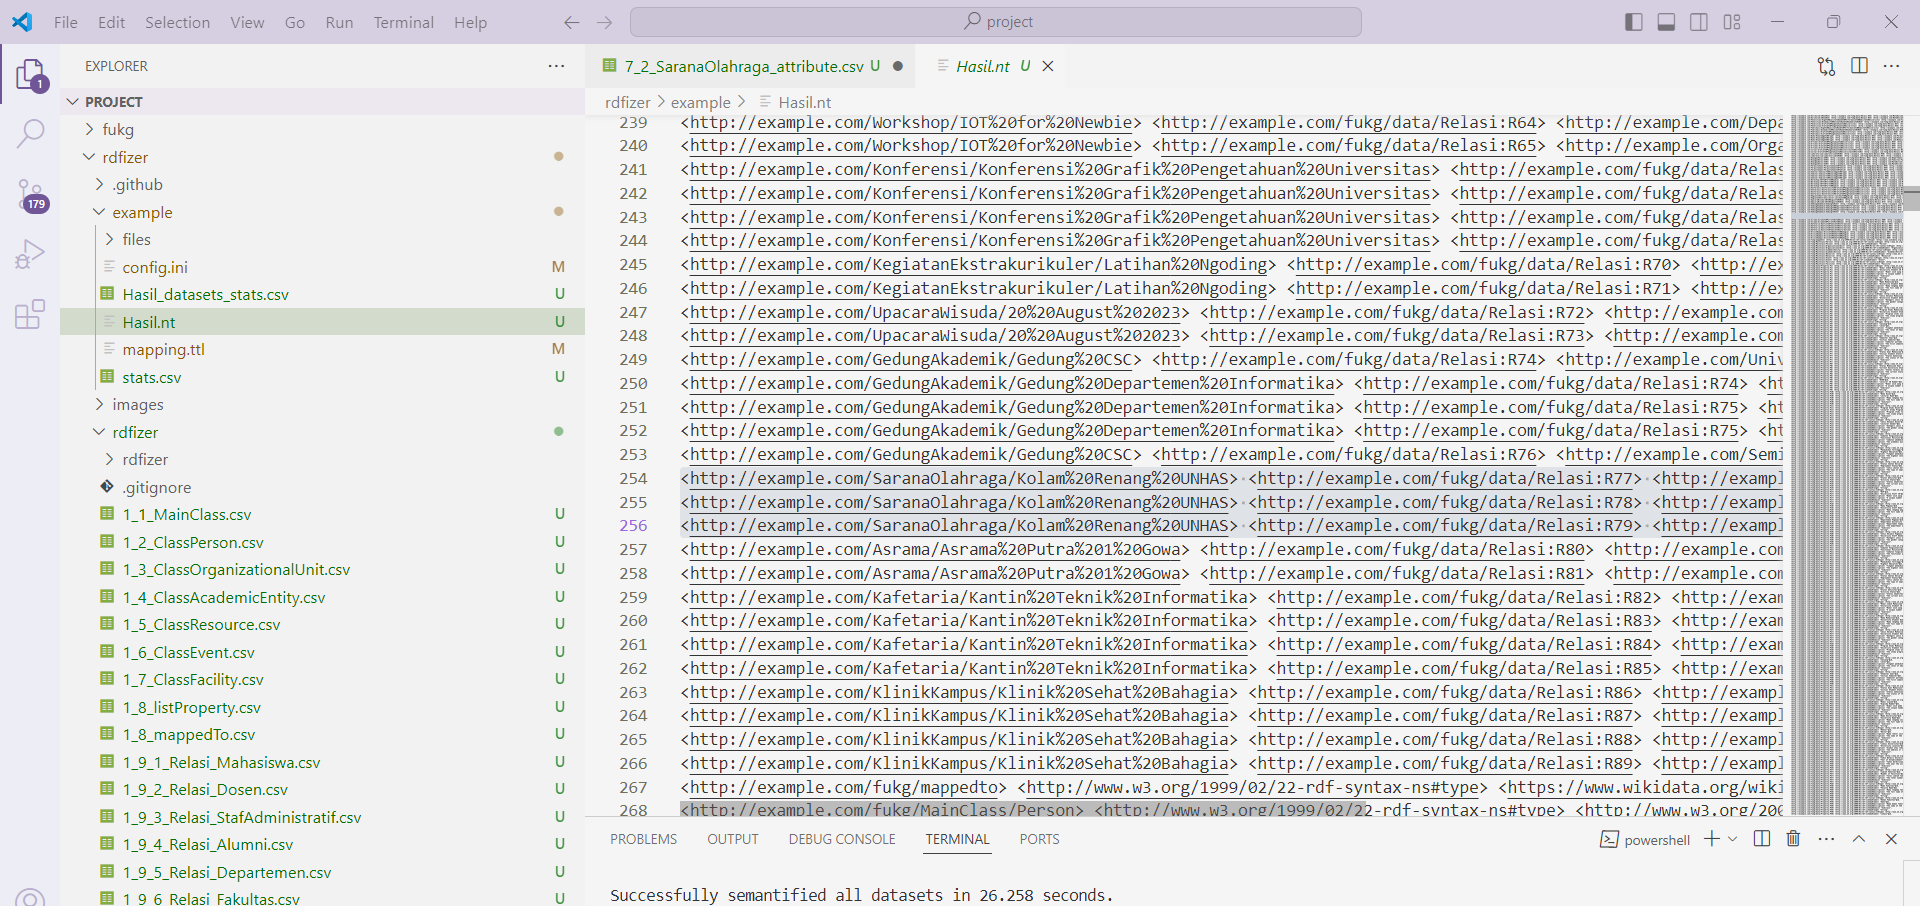 File Edit Selection View Go Run Terminal Help
project
EXPLORER
PROJECT
fukg
rdfizer
.github
example
files
config.ini M
Hasil_datasets_stats.csv U
Hasil.nt U
mapping.ttl M
stats.csv U
images
rdfizer
rdfizer
.gitignore
1_1_MainClass.csv U
1_2_ClassPerson.csv U
1_3_ClassOrganizationalUnit.csv U
1_4_ClassAcademicEntity.csv U
1_5_ClassResource.csv U
1_6_ClassEvent.csv U
1_7_ClassFacility.csv U
1_8_listProperty.csv U
1_8_mappedTo.csv U
1_9_1_Relasi_Mahasiswa.csv U
1_9_2_Relasi_Dosen.csv U
1_9_3_Relasi_StafAdministratif.csv U
1_9_4_Relasi_Alumni.csv U
1_9_5_Relasi_Departemen.csv U
1_9_6_Relasi_Fakultas.csv U
1
179
7_2_SaranaOlahraga_attribute.csv U
Hasil.nt U
rdfizer > example > Hasil.nt
239 <http://example.com/Workshop/IOT%20for%20Newbie> <http://example.com/fukg/data/Relasi:R64> <http://example.com/Depa
240 <http://example.com/Workshop/IOT%20for%20Newbie> <http://example.com/fukg/data/Relasi:R65> <http://example.com/Orga
241 <http://example.com/Konferensi/Konferensi%20Grafik%20Pengetahuan%20Universitas> <http://example.com/fukg/data/Relas
242 <http://example.com/Konferensi/Konferensi%20Grafik%20Pengetahuan%20Universitas> <http://example.com/fukg/data/Relas
243 <http://example.com/Konferensi/Konferensi%20Grafik%20Pengetahuan%20Universitas> <http://example.com/fukg/data/Relas
244 <http://example.com/Konferensi/Konferensi%20Grafik%20Pengetahuan%20Universitas> <http://example.com/fukg/data/Relas
245 <http://example.com/KegiatanEkstrakurikuler/Latihan%20Ngoding> <http://example.com/fukg/data/Relasi:R70> <http://ex
246 <http://example.com/KegiatanEkstrakurikuler/Latihan%20Ngoding> <http://example.com/fukg/data/Relasi:R71> <http://ex
247 <http://example.com/UpacaraWisuda/20%20August%202023> <http://example.com/fukg/data/Relasi:R72> <http://example.com
248 <http://example.com/UpacaraWisuda/20%20August%202023> <http://example.com/fukg/data/Relasi:R73> <http://example.com
249 <http://example.com/GedungAkademik/Gedung%20CSC> <http://example.com/fukg/data/Relasi:R74> <http://example.com/Univ
250 <http://example.com/GedungAkademik/Gedung%20Departemen%20Informatika> <http://example.com/fukg/data/Relasi:R74> <ht
251 <http://example.com/GedungAkademik/Gedung%20Departemen%20Informatika> <http://example.com/fukg/data/Relasi:R75> <ht
252 <http://example.com/GedungAkademik/Gedung%20Departemen%20Informatika> <http://example.com/fukg/data/Relasi:R75> <ht
253 <http://example.com/GedungAkademik/Gedung%20CSC> <http://example.com/fukg/data/Relasi:R76> <http://example.com/Semi
254 <http://example.com/SaranaOlahraga/Kolam%20Renang%20UNHAS> <http://example.com/fukg/data/Relasi:R77> <http://exampl
255 <http://example.com/SaranaOlahraga/Kolam%20Renang%20UNHAS> <http://example.com/fukg/data/Relasi:R78> <http://exampl
256 <http://example.com/SaranaOlahraga/Kolam%20Renang%20UNHAS> <http://example.com/fukg/data/Relasi:R79> <http://exampl
257 <http://example.com/Asrama/Asrama%20Putra%201%20Gowa> <http://example.com/fukg/data/Relasi:R80> <http://example.com
258 <http://example.com/Asrama/Asrama%20Putra%201%20Gowa> <http://example.com/fukg/data/Relasi:R81> <http://example.com
259 <http://example.com/Kafetaria/Kantin%20Teknik%20Informatika> <http://example.com/fukg/data/Relasi:R82> <http://exam
260 <http://example.com/Kafetaria/Kantin%20Teknik%20Informatika> <http://example.com/fukg/data/Relasi:R83> <http://exam
261 <http://example.com/Kafetaria/Kantin%20Teknik%20Informatika> <http://example.com/fukg/data/Relasi:R84> <http://exam
262 <http://example.com/Kafetaria/Kantin%20Teknik%20Informatika> <http://example.com/fukg/data/Relasi:R85> <http://exam
263 <http://example.com/KlinikKampus/Klinik%20Sehat%20Bahagia> <http://example.com/fukg/data/Relasi:R86> <http://exampl
264 <http://example.com/KlinikKampus/Klinik%20Sehat%20Bahagia> <http://example.com/fukg/data/Relasi:R87> <http://exampl
265 <http://example.com/KlinikKampus/Klinik%20Sehat%20Bahagia> <http://example.com/fukg/data/Relasi:R88> <http://exampl
266 <http://example.com/KlinikKampus/Klinik%20Sehat%20Bahagia> <http://example.com/fukg/data/Relasi:R89> <http://exampl
267 <http://example.com/fukg/mappedto> <http://www.w3.org/1999/02/22-rdf-syntax-ns#type> <https://www.wikidata.org/wiki
268 <http://example.com/fukg/MainClass/Person> <http://www.w3.org/1999/02/22-rdf-syntax-ns#type> <http://www.w3.org/200
PROBLEMS OUTPUT DEBUG CONSOLE TERMINAL PORTS
powershell
Successfully semantified all datasets in 26.258 seconds.